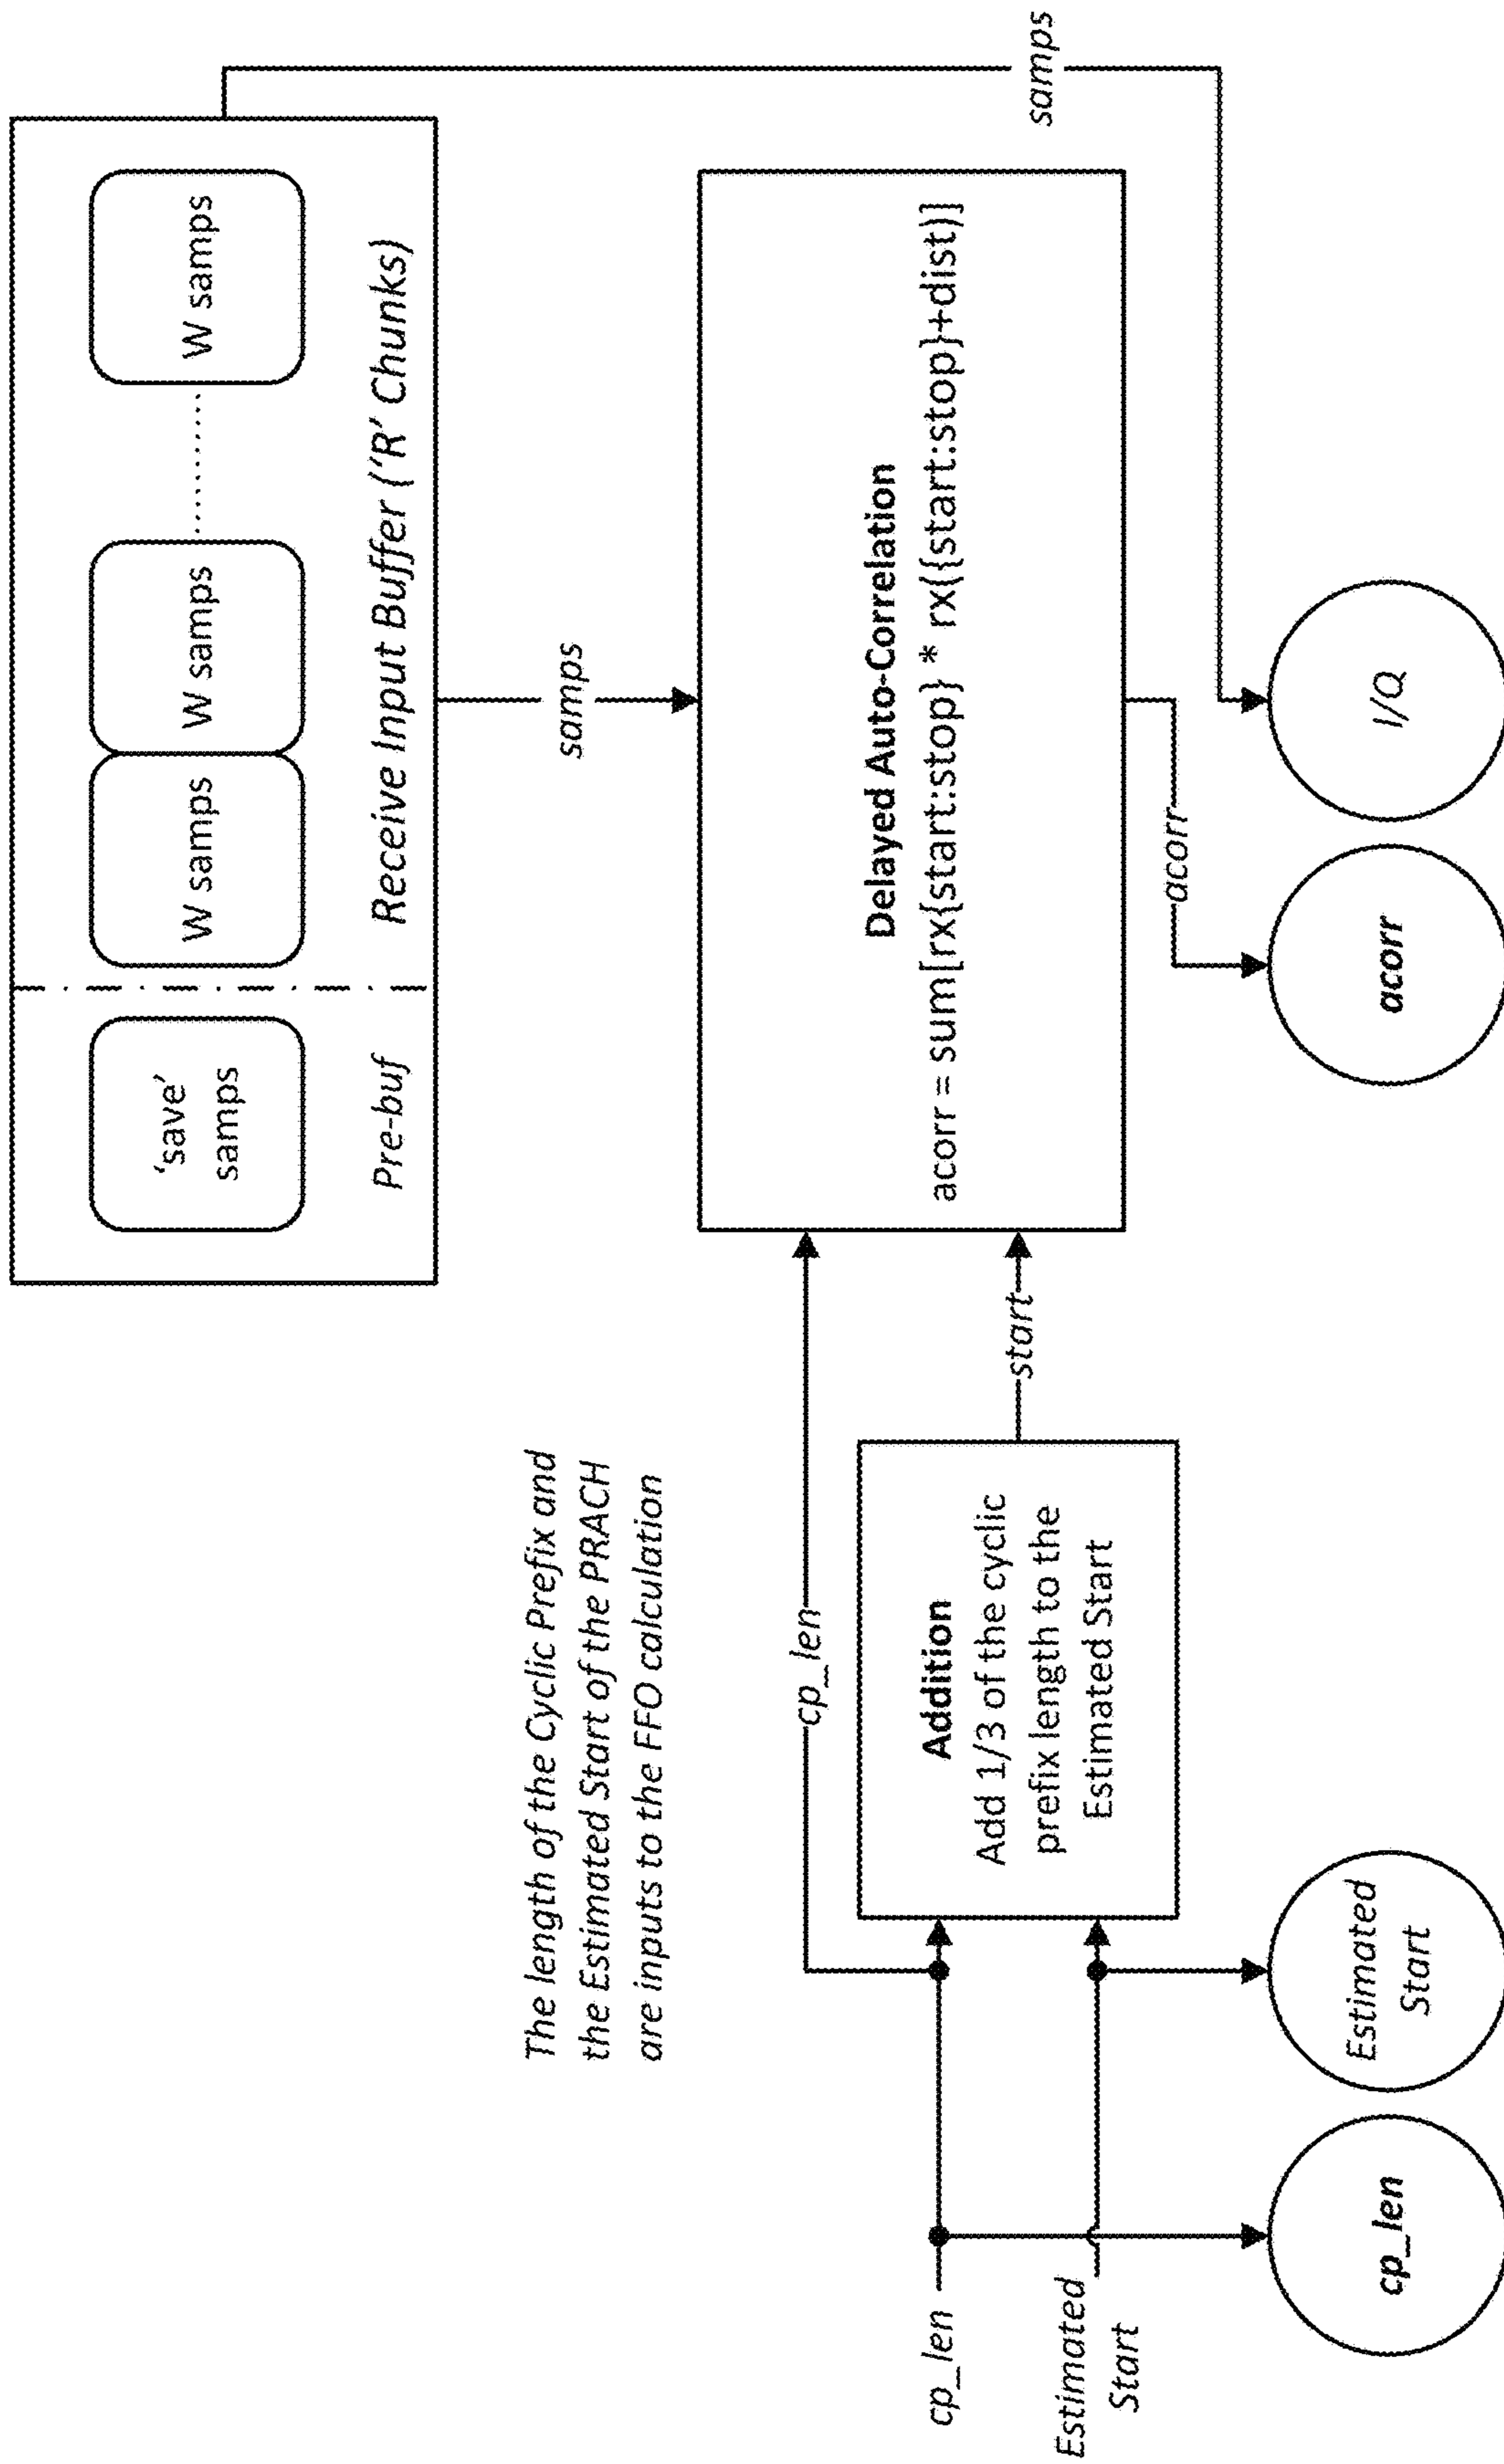 'save'
samps
W samps
W samps
W samps
Pre-buf
Receive Input Buffer ('R' Chunks)
The length of the Cyclic Prefix and
the Estimated Start of the PRACH
are inputs to the FFO calculation
samps
samps
cp_len
cp_len
Estimated
Start
Addition
Add 1/3 of the cyclic
prefix length to the
Estimated Start
start
Delayed Auto-Correlation
acorr = sum[rx{start:stop} * rx({start:stop}+dist)]
acorr
cp_len
Estimated
Start
acorr
I/Q